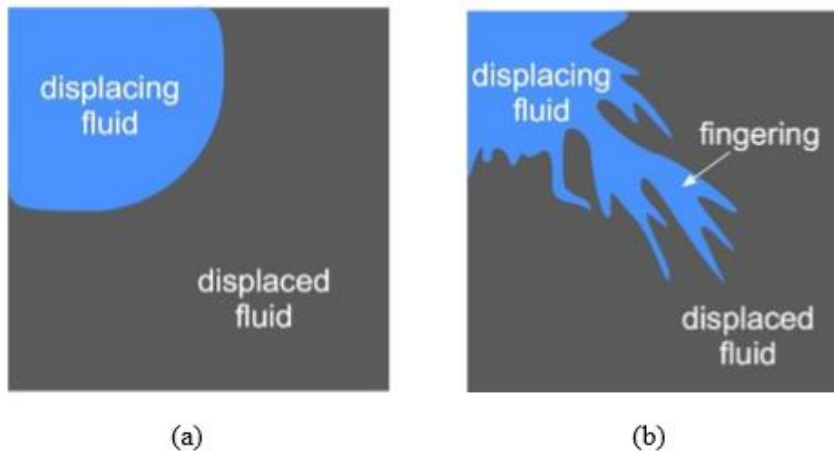 displacing
fluid
displaced
fluid
(a)
displacing
fluid
fingering
displaced
fluid
(b)